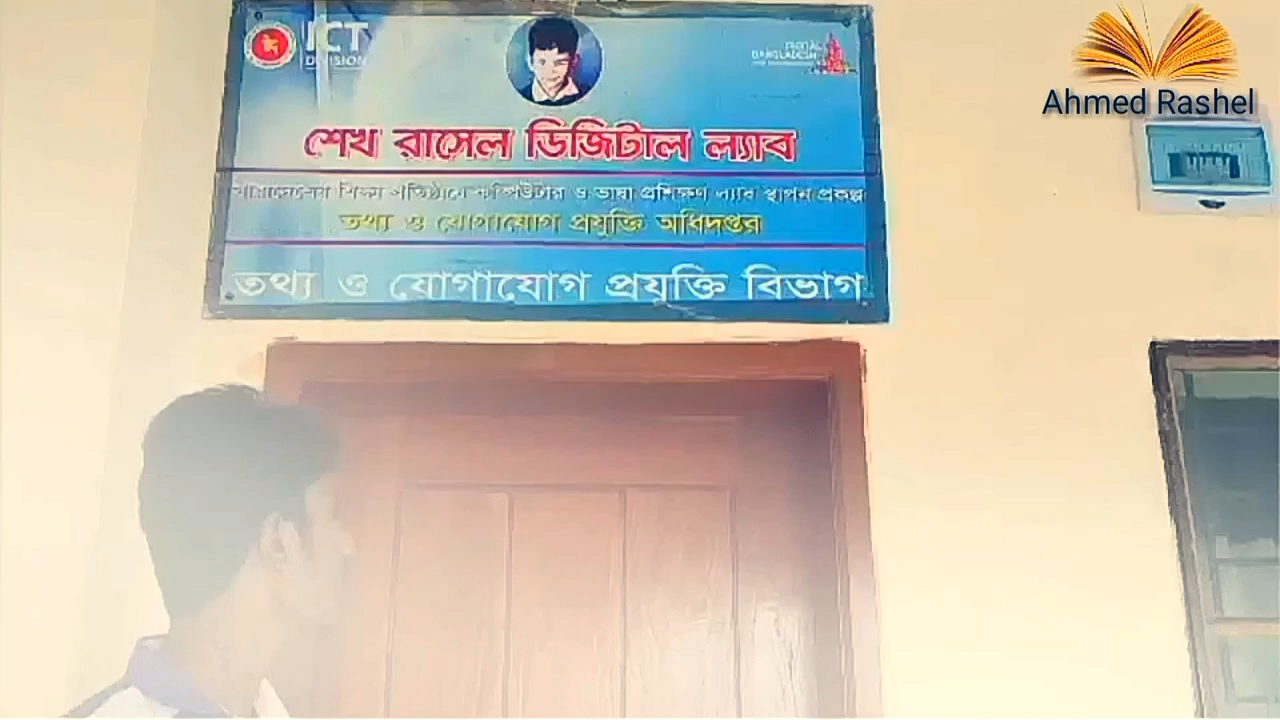 ICT
DIVISION
DIGITAL
BANGLADESH
Ahmed Rashel
শেখ রাসেল ডিজিটাল ল্যাব
শিক্ষা প্রতিষ্ঠানে কম্পিউটার ও ভাষা প্রশিক্ষণ ল্যাব স্থাপন প্রকল্প
তথ্য ও যোগাযোগ প্রযুক্তি অধিদপ্তর
তথ্য ও যোগাযোগ প্রযুক্তি বিভাগ